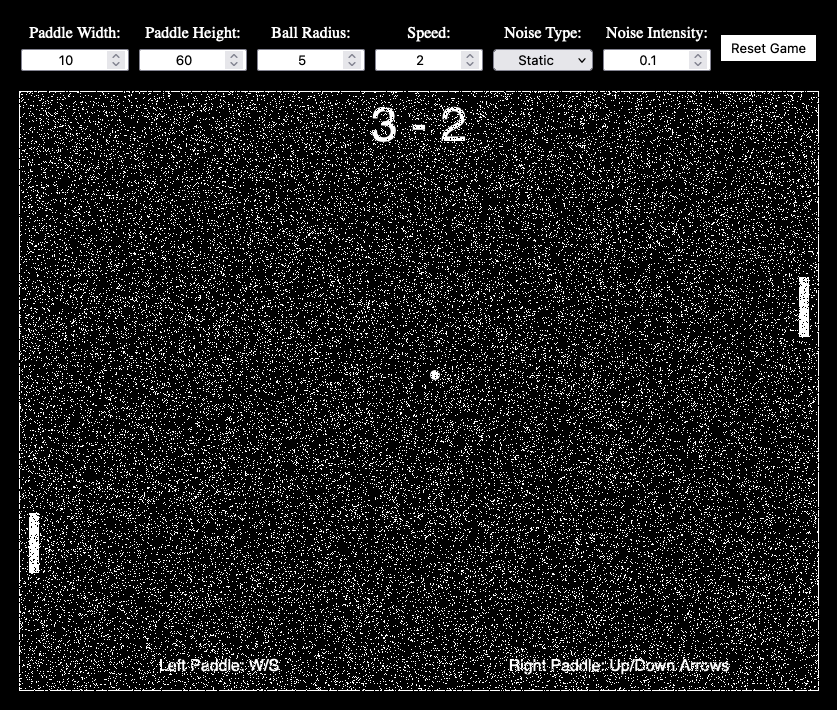 Paddle Width: Paddle Height: Ball Radius: Speed: Noise Type: Noise Intensity:
10 60 5 2 Static 0.1 Reset Game
3 - 2
Left Paddle: W/S Right Paddle: Up/Down Arrows